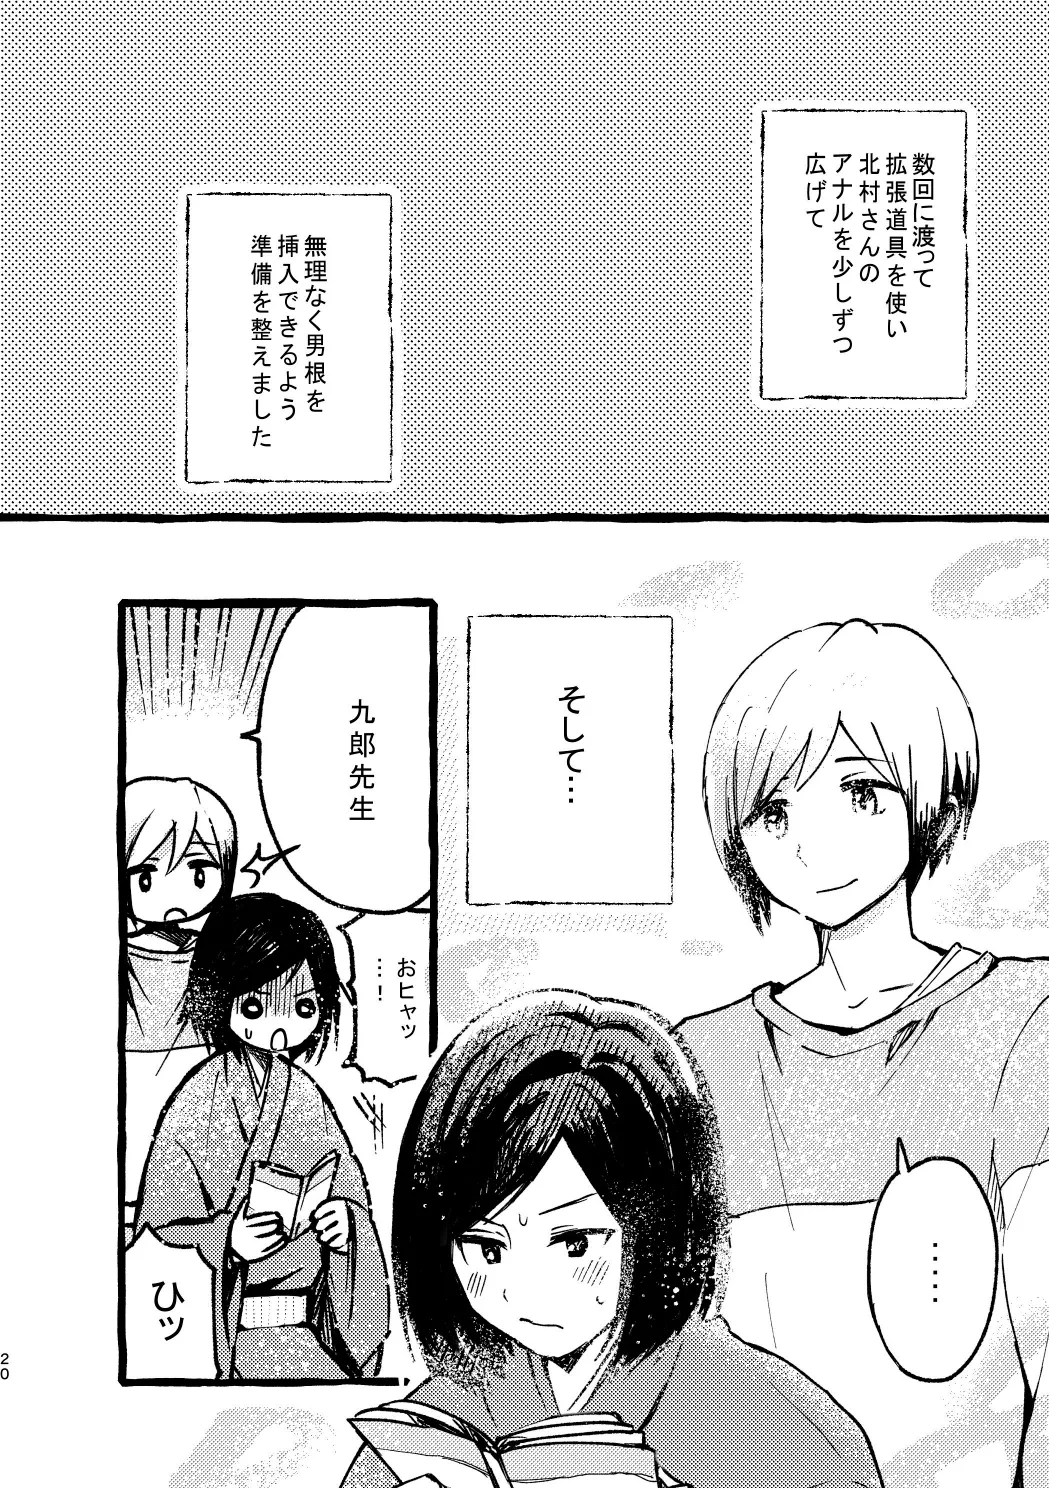 数回に渡って
拡張道具を使い
北村さんの
アナルを少しずつ
広げて
無理なく男根を
挿入できるよう
準備を整えました
そして…
……
九郎先生
おヒャッ
…！
ひッ
20